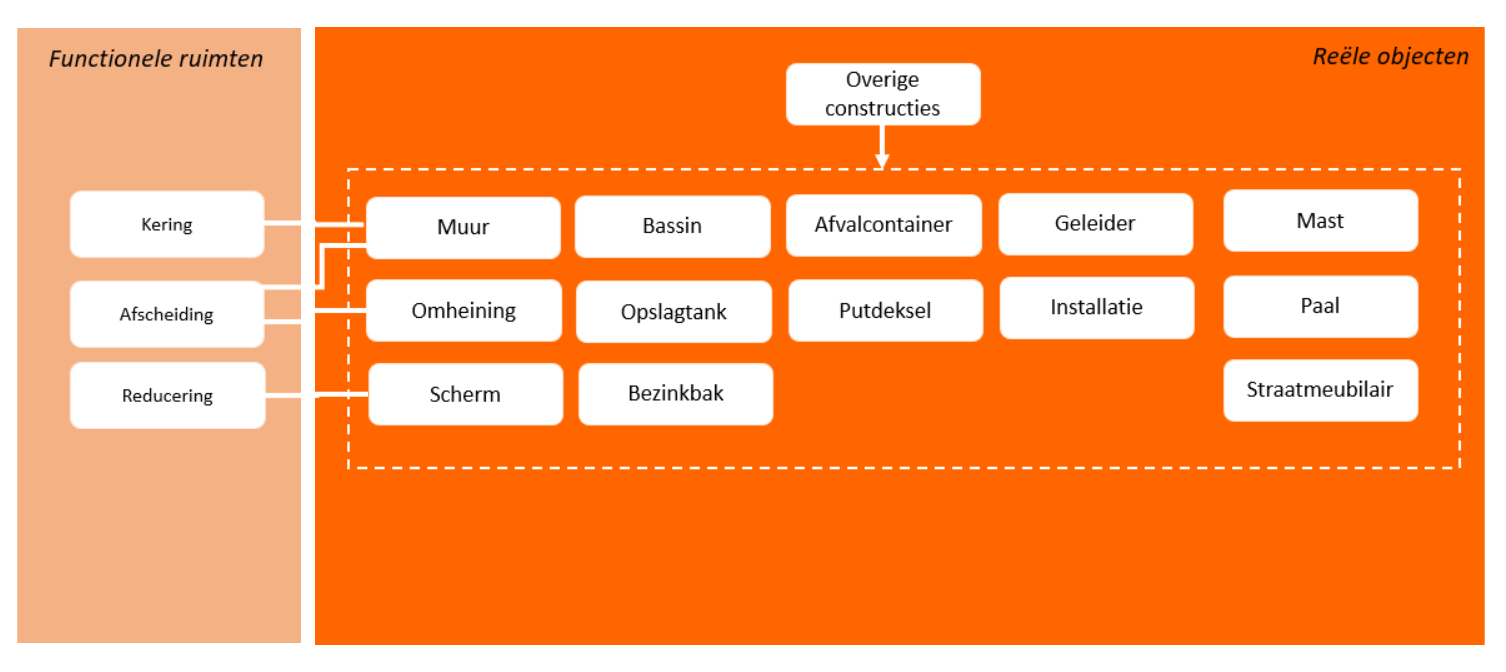 Functionele ruimten
Reële objecten
Overige
constructies
Kering
Muur
Bassin
Afvalcontainer
Geleider
Mast
Afscheiding
Omheining
Opslagtank
Putdeksel
Installatie
Paal
Reducering
Scherm
Bezinkbak
Straatmeubilair